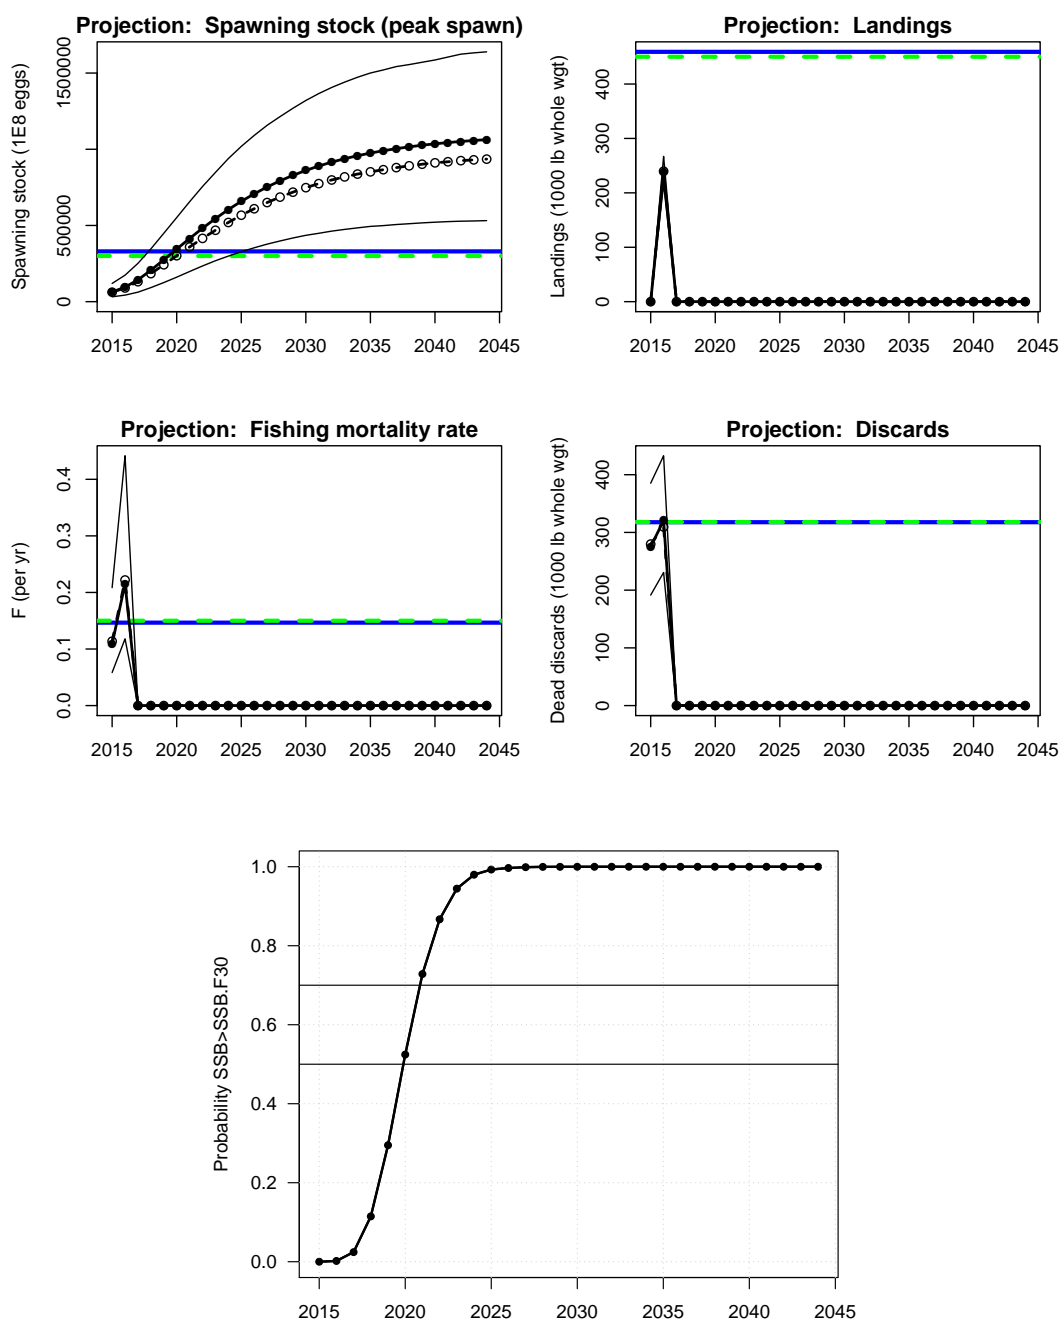 Projection: Spawning stock (peak spawn)
Spawning stock (1E8 eggs)
1500000
500000
0
2015 2020 2025 2030 2035 2040 2045
Projection: Landings
Landings (1000 lb whole wgt)
400
300
200
100
0
2015 2020 2025 2030 2035 2040 2045
Projection: Fishing mortality rate
F (per yr)
0.4
0.3
0.2
0.1
0.0
2015 2020 2025 2030 2035 2040 2045
Projection: Discards
Dead discards (1000 lb whole wgt)
400
300
200
100
0
2015 2020 2025 2030 2035 2040 2045
Probability SSB>SSB.F30
1.0
0.8
0.6
0.4
0.2
0.0
2015 2020 2025 2030 2035 2040 2045